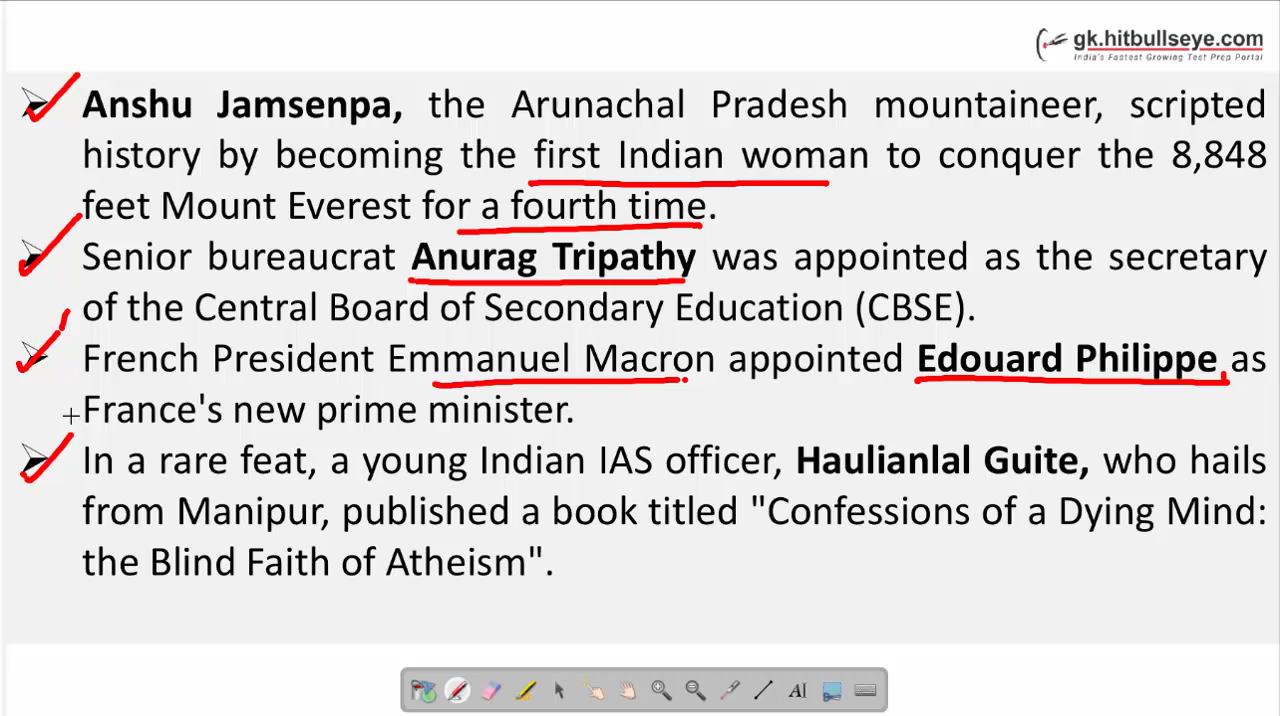 gk.hitbullseye.com
India's Fastest Growing Test Prep Portal
Anshu Jamsenpa, the Arunachal Pradesh mountaineer, scripted
history by becoming the first Indian woman to conquer the 8,848
feet Mount Everest for a fourth time.
Senior bureaucrat Anurag Tripathy was appointed as the secretary
of the Central Board of Secondary Education (CBSE).
French President Emmanuel Macron appointed Edouard Philippe as
France's new prime minister.
In a rare feat, a young Indian IAS officer, Haulianlal Guite, who hails
from Manipur, published a book titled "Confessions of a Dying Mind:
the Blind Faith of Atheism".
AI